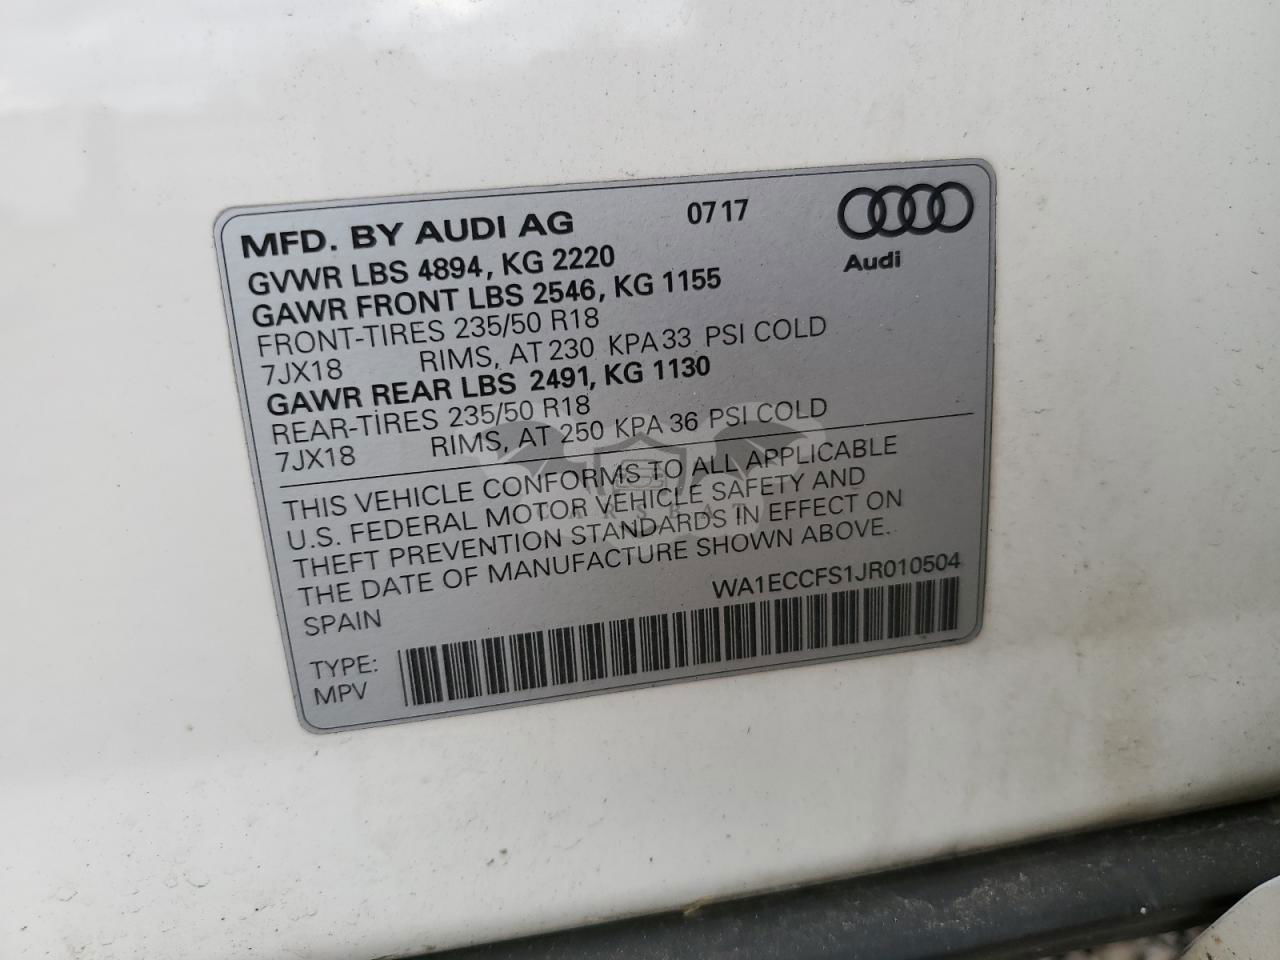 MFD. BY AUDI AG 0717
Audi
GVWR LBS 4894, KG 2220
GAWR FRONT LBS 2546, KG 1155
FRONT-TIRES 235/50 R18
7JX18 RIMS, AT 230 KPA 33 PSI COLD
GAWR REAR LBS 2491, KG 1130
REAR-TIRES 235/50 R18
7JX18 RIMS, AT 250 KPA 36 PSI COLD
THIS VEHICLE CONFORMS TO ALL APPLICABLE
U.S. FEDERAL MOTOR VEHICLE SAFETY AND
THEFT PREVENTION STANDARDS IN EFFECT ON
THE DATE OF MANUFACTURE SHOWN ABOVE.
SPAIN WA1ECCFS1JR010504
TYPE:
MPV